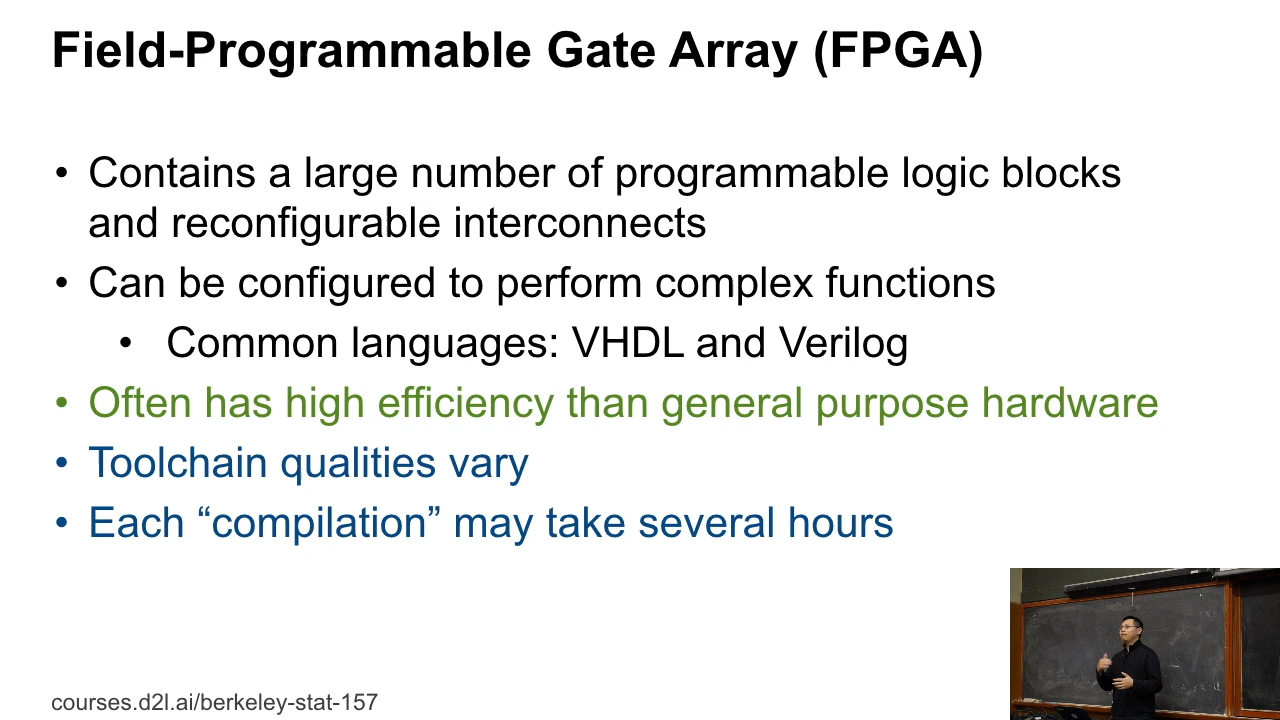 Field-Programmable Gate Array (FPGA)
• Contains a large number of programmable logic blocks
and reconfigurable interconnects
• Can be configured to perform complex functions
• Common languages: VHDL and Verilog
• Often has high efficiency than general purpose hardware
• Toolchain qualities vary
• Each “compilation” may take several hours
courses.d2l.ai/berkeley-stat-157